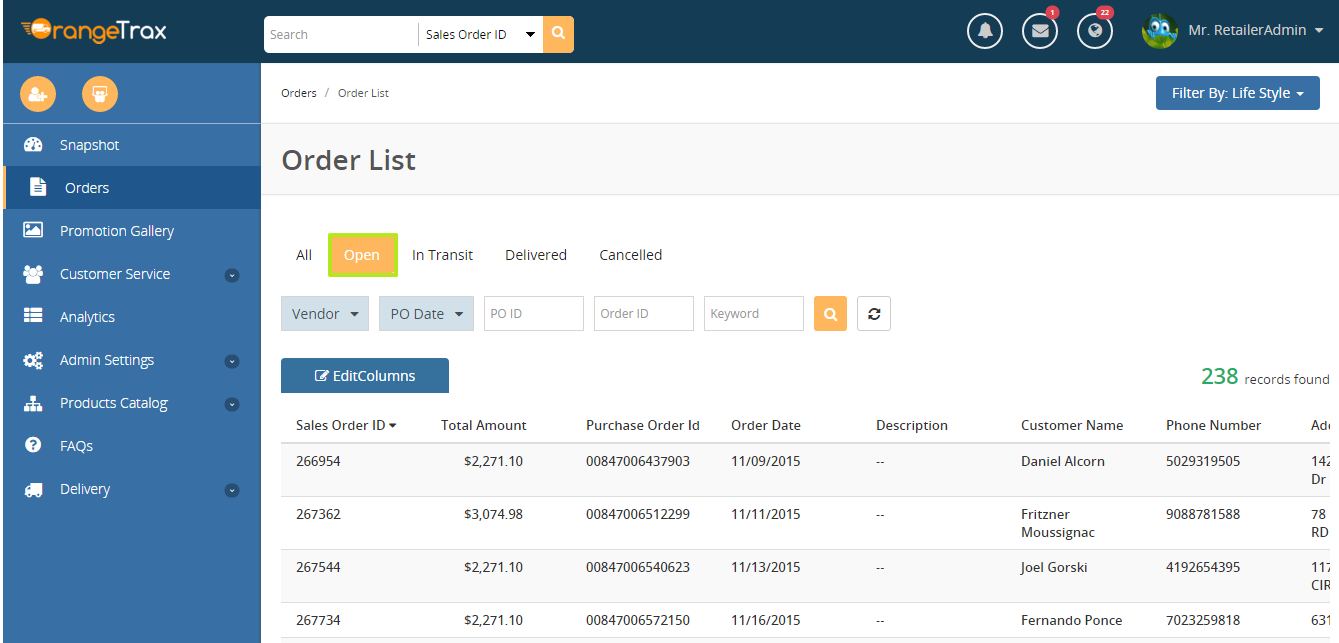 OrangeTrax
Search
Sales Order ID
1
22
Mr. RetailerAdmin
Snapshot
Orders
Promotion Gallery
Customer Service
Analytics
Admin Settings
Products Catalog
FAQs
Delivery
Orders / Order List
Filter By: Life Style
Order List
All Open In Transit Delivered Cancelled
Vendor PO Date PO ID Order ID Keyword
EditColumns
238 records found
Sales Order ID Total Amount Purchase Order Id Order Date Description Customer Name Phone Number
266954 $2,271.10 00847006437903 11/09/2015 -- Daniel Alcorn 5029319505 142
Dr
267362 $3,074.98 00847006512299 11/11/2015 -- Fritzner 9088781588 78
Moussignac RD
267544 $2,271.10 00847006540623 11/13/2015 -- Joel Gorski 4192654395 117
CIR
267734 $2,271.10 00847006572150 11/16/2015 -- Fernando Ponce 7023259818 631